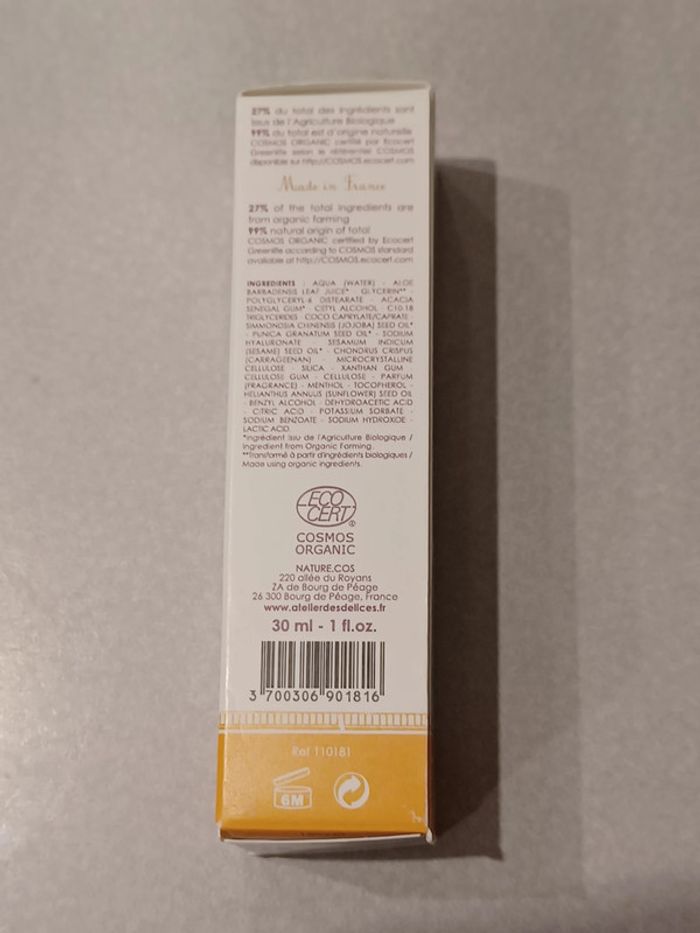 27% du total des ingrédients sont
issus de l'Agriculture Biologique
99% du total est d'origine naturelle
COSMOS ORGANIC certifié par Ecocert
Greenlife selon le référentiel COSMOS
disponible sur http://COSMOS.ecocert.com
Made in France
27% of the total ingredients are
from organic farming
99% natural origin of total
COSMOS ORGANIC certified by Ecocert
Greenlife according to COSMOS standard
available at http://COSMOS.ecocert.com
INGREDIENTS : AQUA (WATER) - ALOE
BARBADENSIS LEAF JUICE* - GLYCERIN** -
POLYGLYCERYL-6 DISTEARATE - ACACIA
SENEGAL GUM* - CETYL ALCOHOL - C10-18
TRIGLYCERIDES - COCO CAPRYLATE/CAPRATE -
SIMMONDSIA CHINENSIS (JOJOBA) SEED OIL*
- PUNICA GRANATUM SEED OIL* - SODIUM
HYALURONATE - SESAMUM INDICUM
(SESAME) SEED OIL* - CHONDRUS CRISPUS
(CARRAGEENAN) - MICROCRYSTALLINE
CELLULOSE - SILICA - XANTHAN GUM -
CELLULOSE GUM - CELLULOSE - PARFUM
(FRAGRANCE) - MENTHOL - TOCOPHEROL -
HELIANTHUS ANNUUS (SUNFLOWER) SEED OIL
- BENZYL ALCOHOL - DEHYDROACETIC ACID
- CITRIC ACID - POTASSIUM SORBATE -
SODIUM BENZOATE - SODIUM HYDROXIDE -
LACTIC ACID.
*Ingrédient issu de l'Agriculture Biologique /
Ingredient from Organic Farming.
**Transformé à partir d'ingrédients biologiques /
Made using organic ingredients.
ECO
CERT®
COSMOS
ORGANIC
NATURE.COS
220 allée du Royans
ZA de Bourg de Péage
26 300 Bourg de Péage, France
www.atelierdesdelices.fr
30 ml - 1 fl.oz.
3 700306 901816
Ref 110181
6M